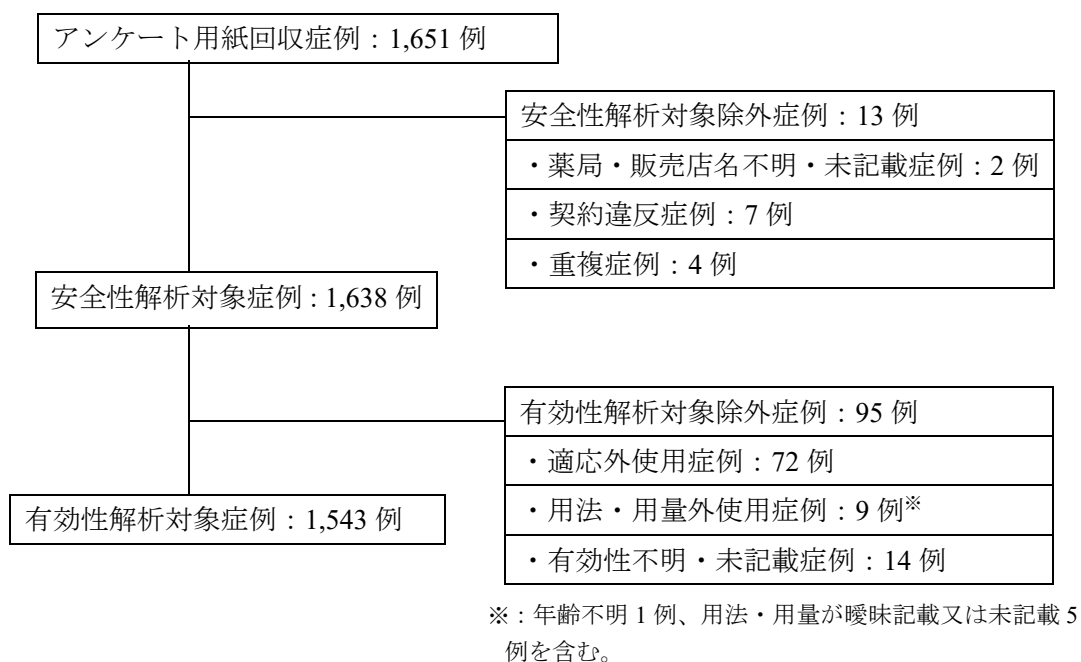 アンケート用紙回収症例：1,651 例
安全性解析対象除外症例：13 例
・薬局・販売店名不明・未記載症例：2 例
・契約違反症例：7 例
・重複症例：4 例
安全性解析対象症例：1,638 例
有効性解析対象除外症例：95 例
・適応外使用症例：72 例
・用法・用量外使用症例：9 例※
・有効性不明・未記載症例：14 例
有効性解析対象症例：1,543 例
※：年齢不明 1 例、用法・用量が曖昧記載又は未記載 5
例を含む。